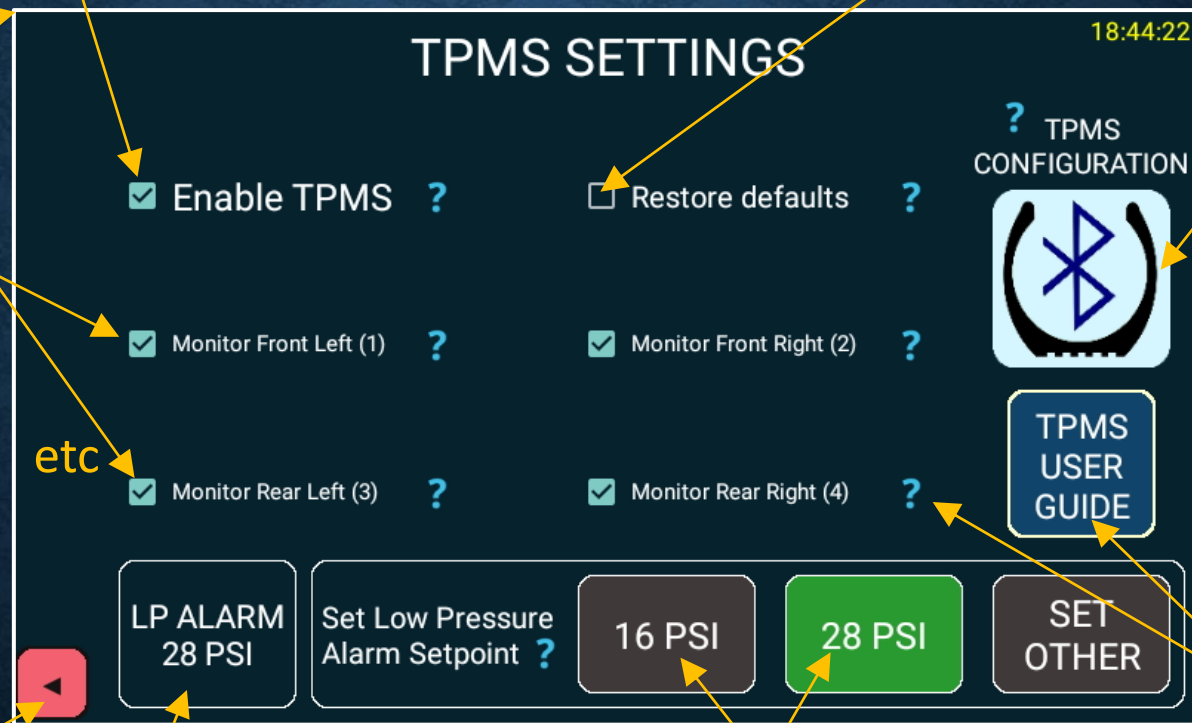 TPMS SETTINGS
18:44:22
? TPMS
CONFIGURATION
Enable TPMS ?
Restore defaults ?
Monitor Front Left (1) ?
Monitor Front Right (2) ?
TPMS
USER
GUIDE
etc
Monitor Rear Left (3) ?
Monitor Rear Right (4) ?
LP ALARM
28 PSI
Set Low Pressure
Alarm Setpoint ?
16 PSI
28 PSI
SET
OTHER